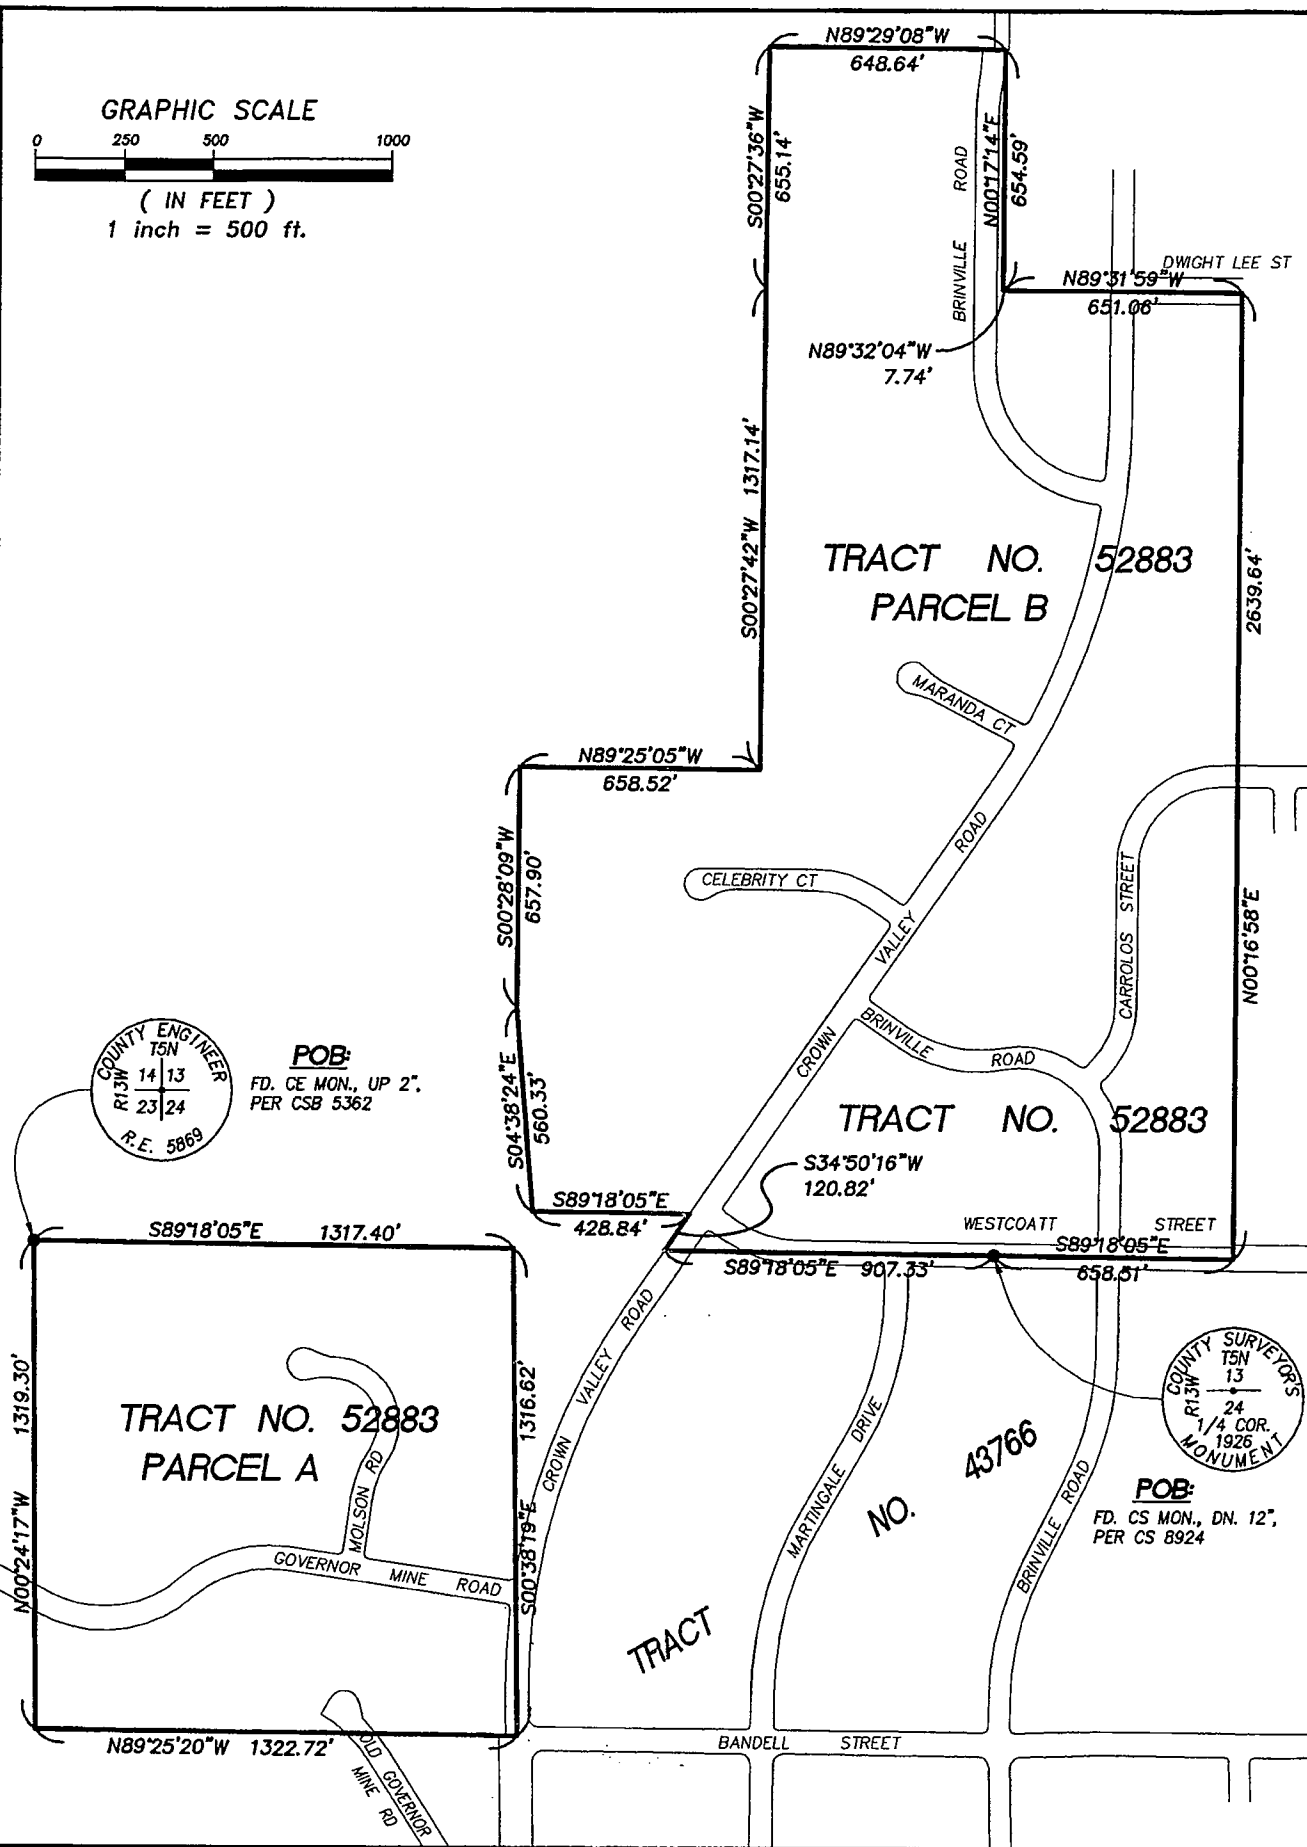 N89°29'08"W
648.64'
GRAPHIC SCALE
0 250 500 1000
( IN FEET )
1 inch = 500 ft.
S00°27'36"W
655.14'
BRINVILLE ROAD
N00°17'14"E
654.59'
DWIGHT LEE ST
N89°31'59"W
651.06'
N89°32'04"W
7.74'
S00°27'42"W 1317.14'
TRACT NO. 52883
PARCEL B
2639.64'
N00°16'58"E
MARANDA CT
N89°25'05"W
658.52'
S00°28'09"W
657.90'
CELEBRITY CT
CROWN VALLEY ROAD
CARROLOS STREET
BRINVILLE ROAD
COUNTY ENGINEER
T5N
R13W
14 13
23 24
R.E. 5869
POB:
FD. CE MON., UP 2",
PER CSB 5362
S04°38'24"E
560.33'
TRACT NO. 52883
S34°50'16"W
120.82'
S89°18'05"E
428.84'
WESTCOATT STREET
S89°18'05"E 1317.40'
S89°18'05"E 907.33'
S89°18'05"E
658.51'
N00°24'17"W 1319.30'
TRACT NO. 52883
PARCEL A
MOLSON RD
GOVERNOR MINE ROAD
1316.62'
S00°38'19"E
CROWN VALLEY ROAD
MARTINGALE DRIVE
TRACT NO. 43766
BRINVILLE ROAD
COUNTY SURVEYOR'S
T5N
R13W
13
24
1/4 COR.
1926
MONUMENT
POB:
FD. CS MON., DN. 12",
PER CS 8924
N89°25'20"W 1322.72'
OLD GOVERNOR
MINE RD
BANDELL STREET